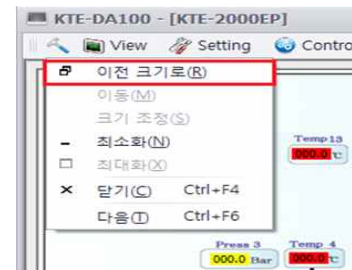 KTE-DA100 - [KTE-2000EP]
View Setting Contro
이전 크기로(R)
이동(M)
크기 조정(S)
최소화(N)
최대화(X)
닫기(C) Ctrl+F4
다음(T) Ctrl+F6
Temp 13
000.0 ℃
Press 3 Temp 4
000.0 Bar 000.0 ℃